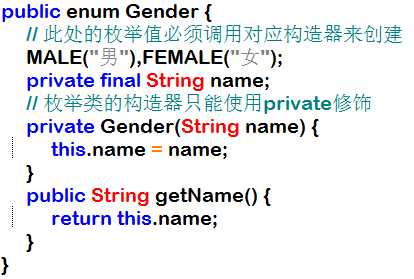 public enum Gender {
// 此处的枚举值必须调用对应构造器来创建
MALE("男"),FEMALE("女");
private final String name;
// 枚举类的构造器只能使用private修饰
private Gender(String name) {
this.name = name;
}
public String getName() {
return this.name;
}
}